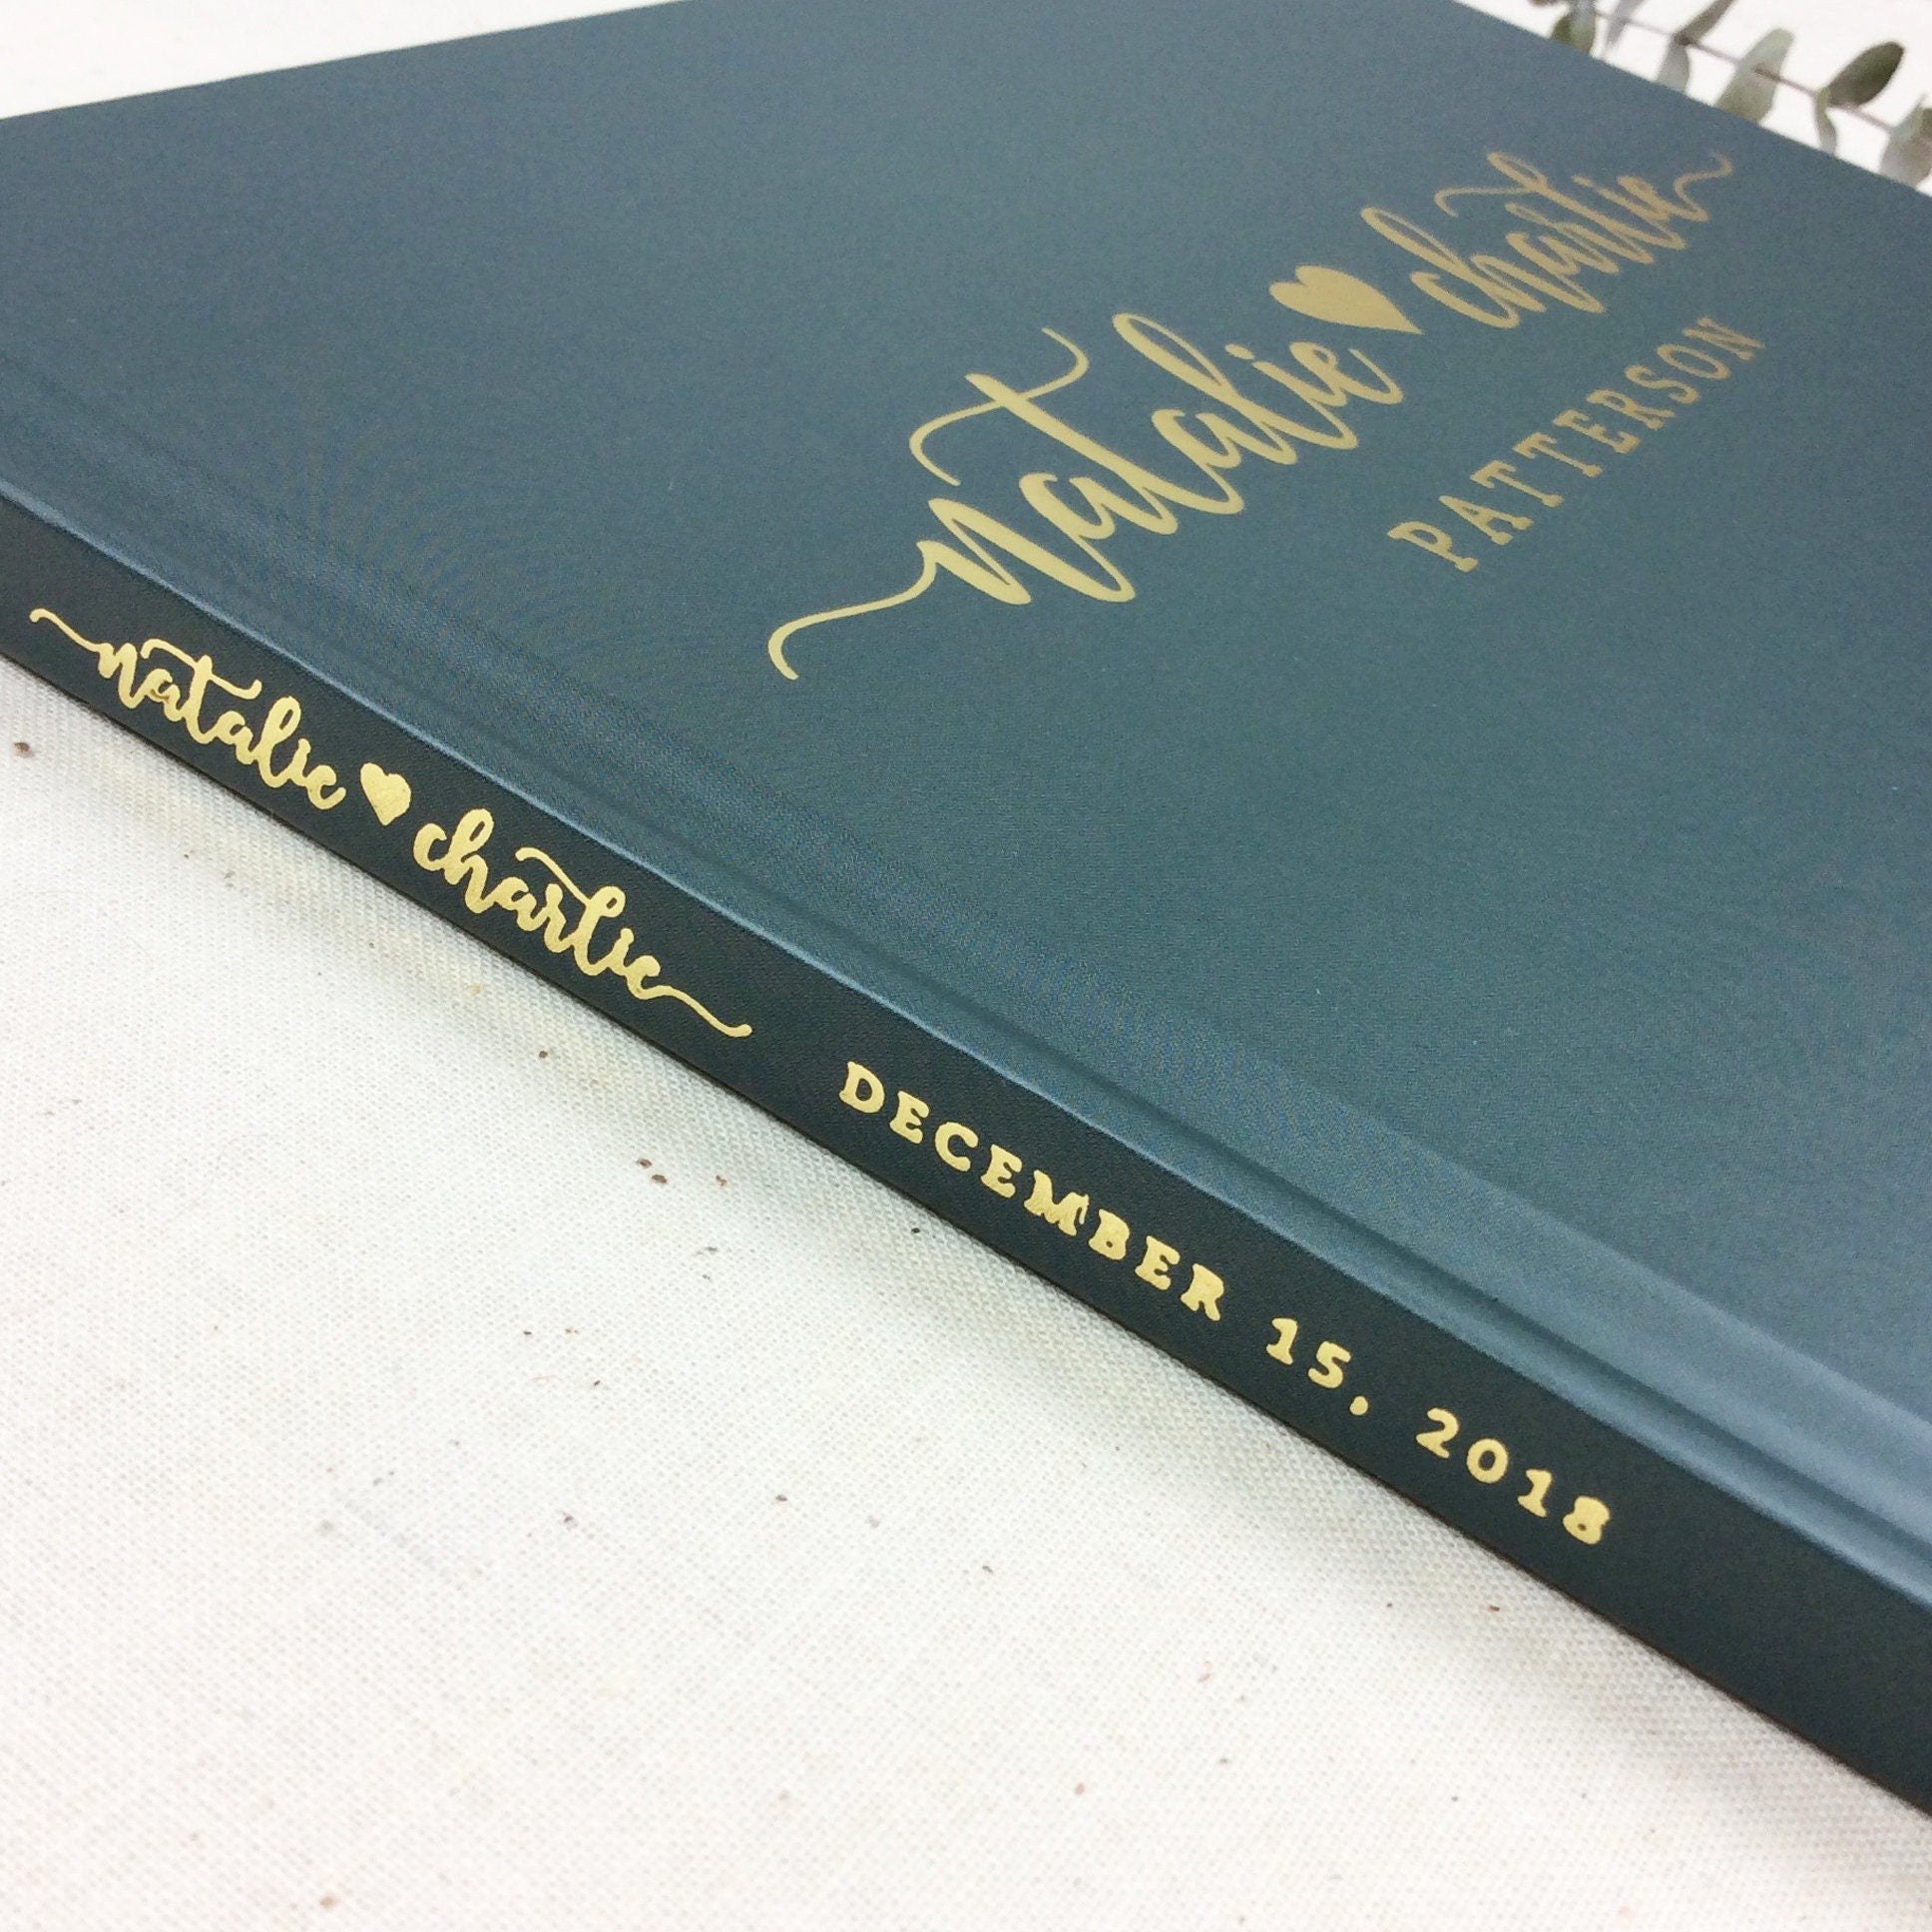 natalie ♥ charlie
PATTERSON
natalie ♥ charlie DECEMBER 15, 2018